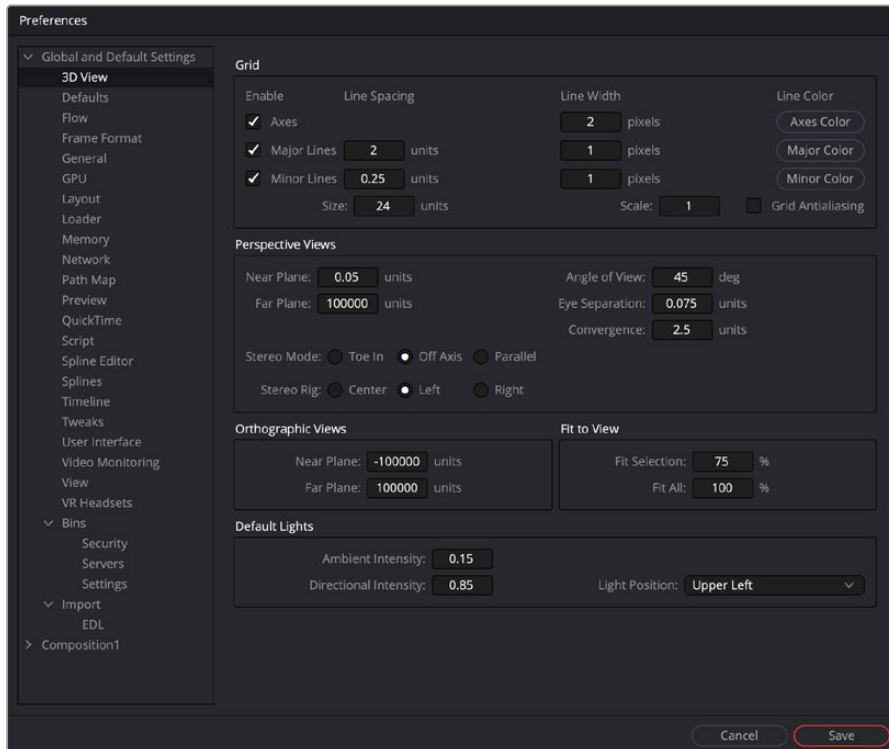 Preferences
Global and Default Settings
3D View
Defaults
Flow
Frame Format
General
GPU
Layout
Loader
Memory
Network
Path Map
Preview
QuickTime
Script
Spline Editor
Splines
Timeline
Tweaks
User Interface
Video Monitoring
View
VR Headsets
Bins
Security
Servers
Settings
Import
EDL
Composition1
Grid
Enable Line Spacing Line Width Line Color
Axes 2 pixels Axes Color
Major Lines 2 units 1 pixels Major Color
Minor Lines 0.25 units 1 pixels Minor Color
Size: 24 units Scale: 1 Grid Antialiasing
Perspective Views
Near Plane: 0.05 units Angle of View: 45 deg
Far Plane: 100000 units Eye Separation: 0.075 units
Convergence: 2.5 units
Stereo Mode: Toe In Off Axis Parallel
Stereo Rig: Center Left Right
Orthographic Views
Near Plane: -100000 units
Far Plane: 100000 units
Fit to View
Fit Selection: 75 %
Fit All: 100 %
Default Lights
Ambient Intensity: 0.15
Directional Intensity: 0.85 Light Position: Upper Left
Cancel Save